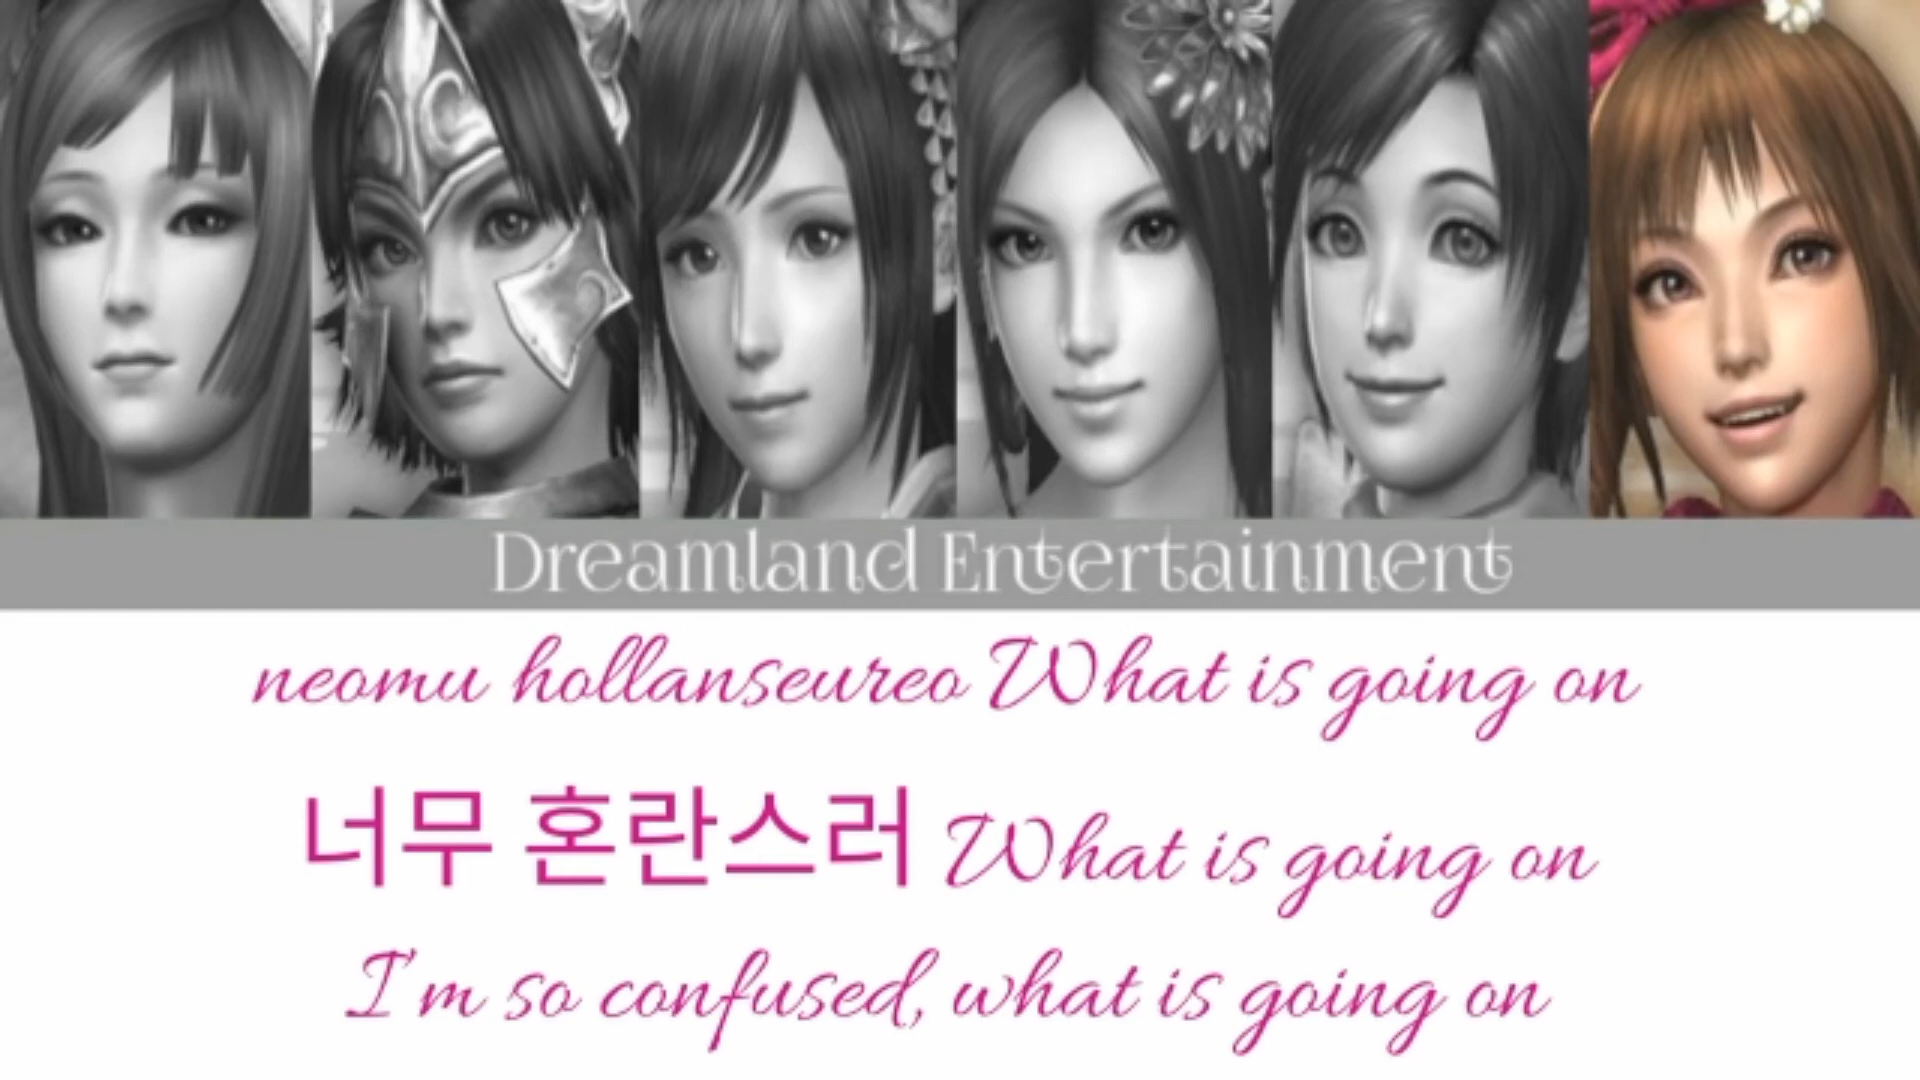 Dreamland Entertainment
neomu hollanseureo What is going on
너무 혼란스러 What is going on
I'm so confused, what is going on